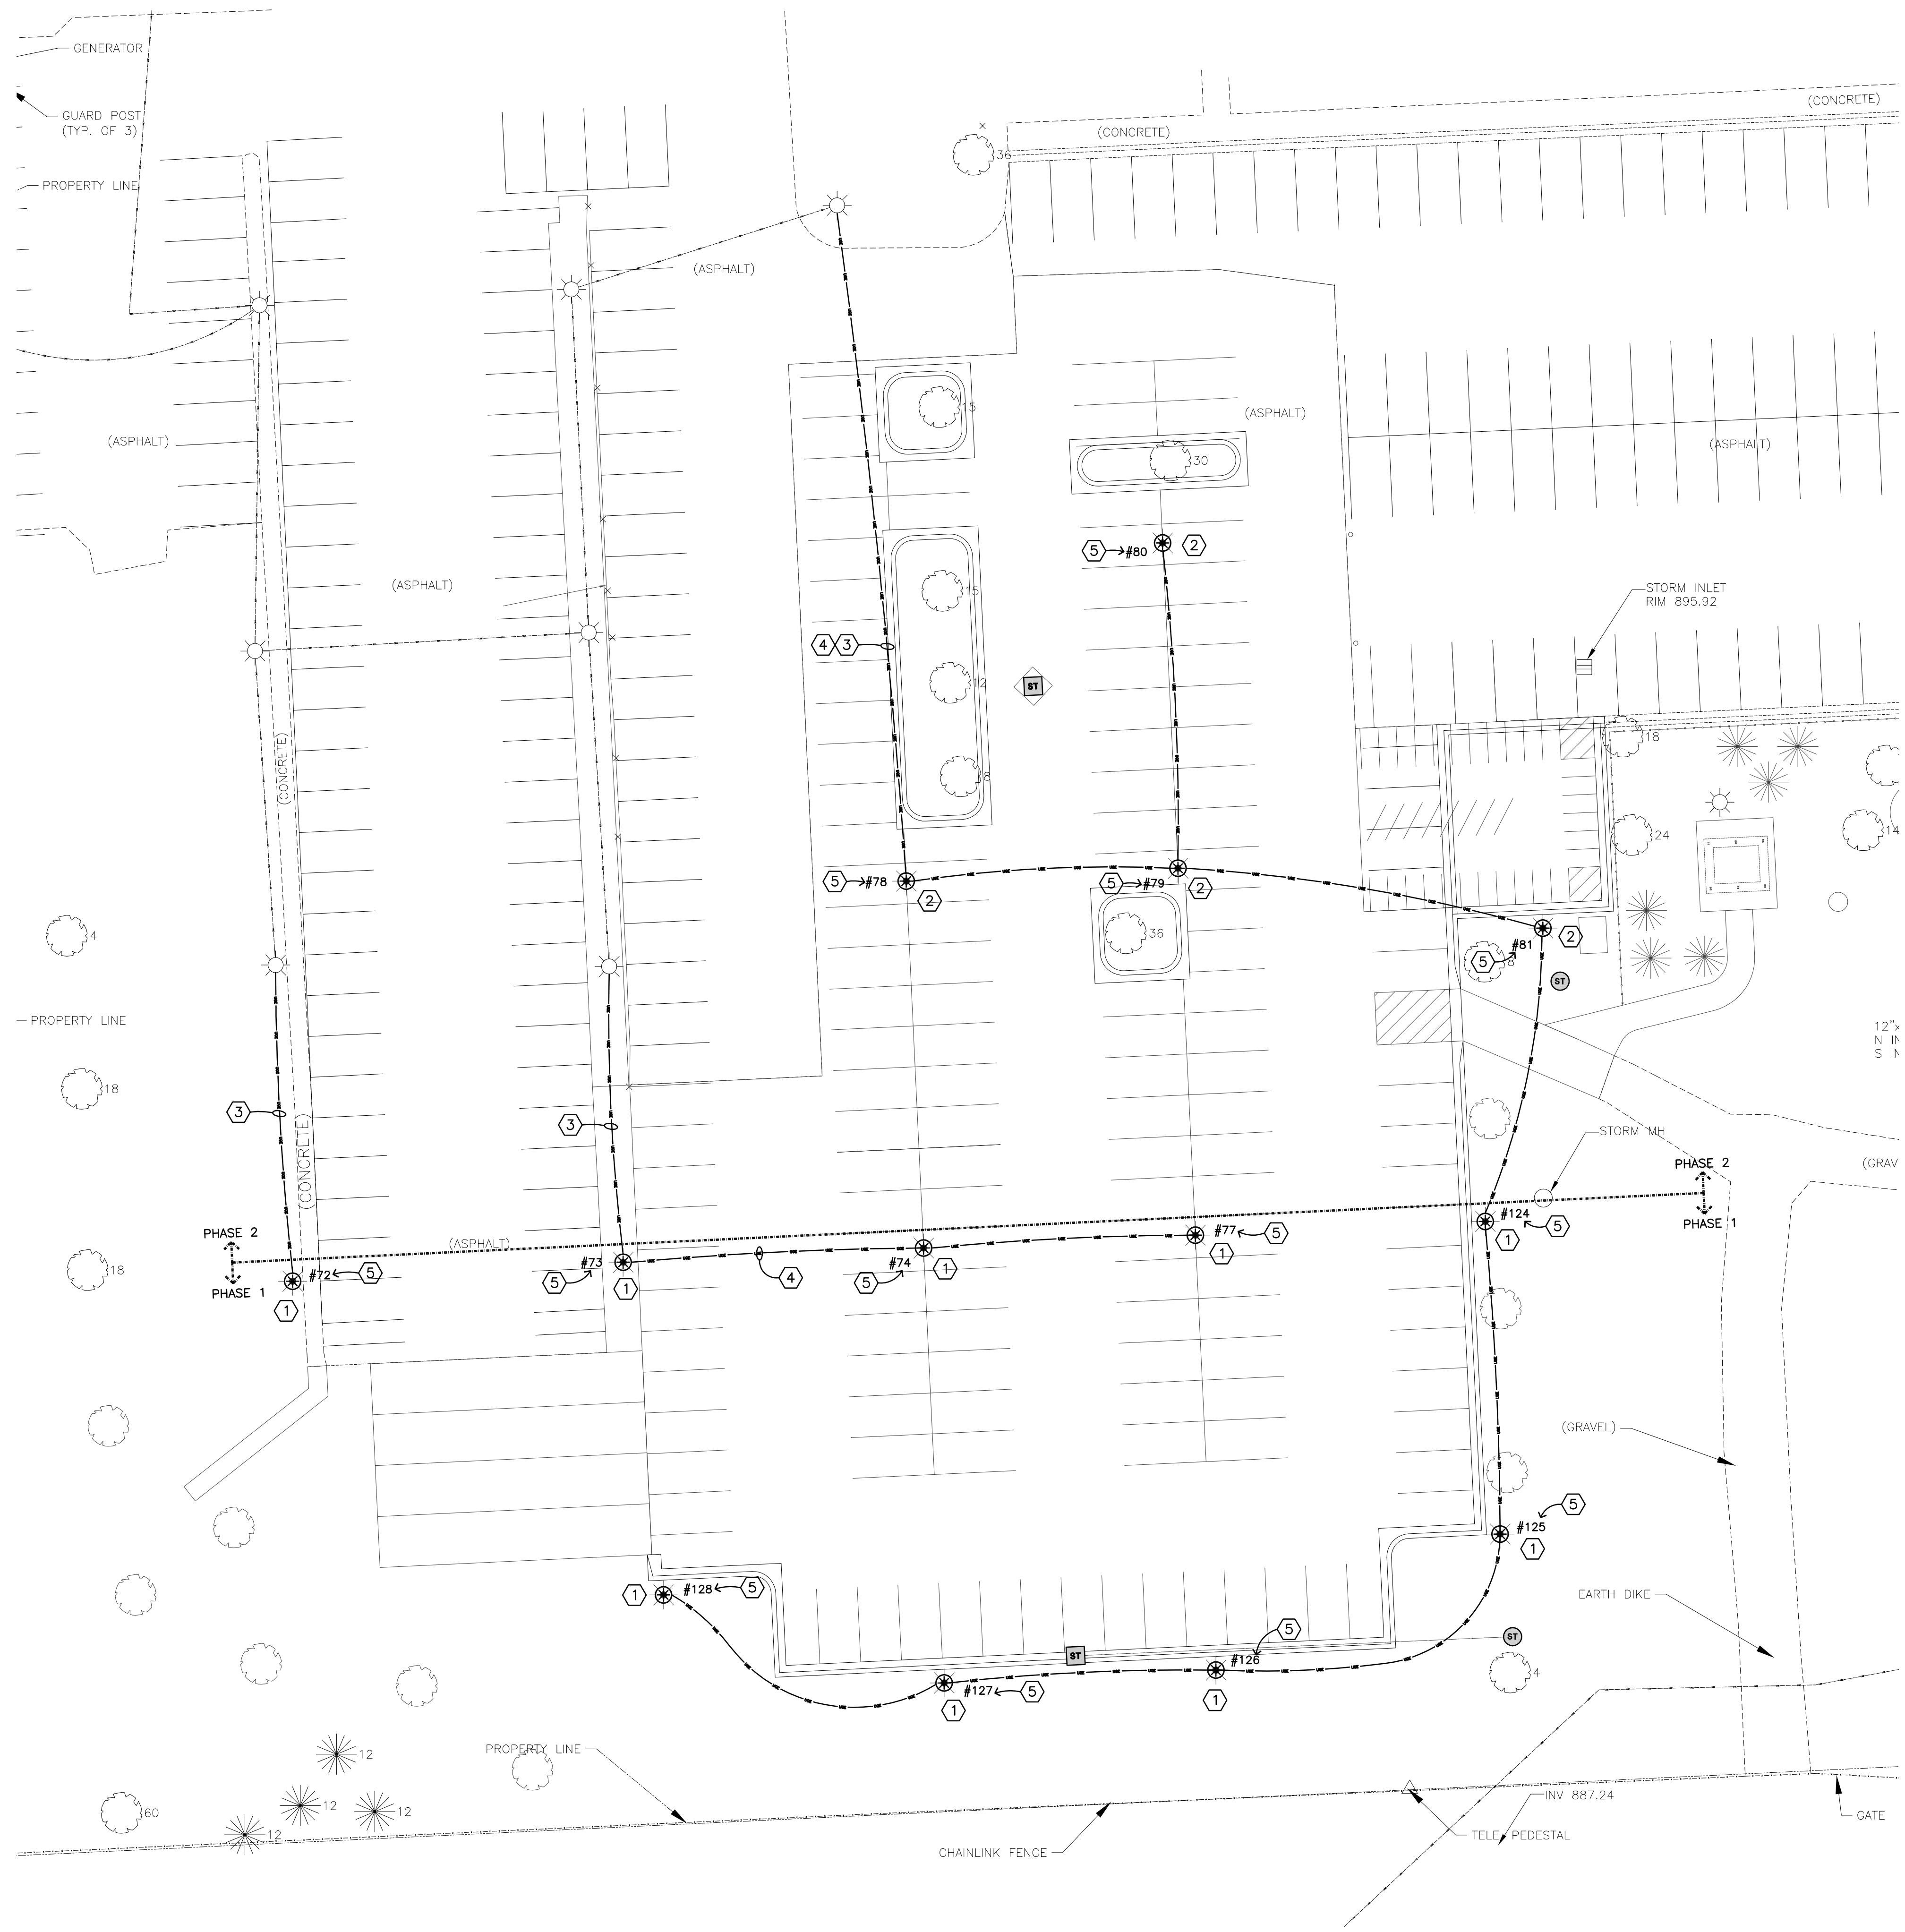 GENERATOR
GUARD POST
(TYP. OF 3)
(CONCRETE)
(CONCRETE)
36
PROPERTY LINE
(ASPHALT)
15
(ASPHALT)
(ASPHALT)
(ASPHALT)
30
5
#80
2
(ASPHALT)
15
STORM INLET
RIM 895.92
4
3
12
ST
(CONCRETE)
18
8
24
14
5
#78
2
5
#79
2
4
36
#81
2
5
8
ST
PROPERTY LINE
12"x
N IN
S IN
18
3
3
(CONCRETE)
STORM MH
(GRAV
PHASE 2
PHASE 1
#124
5
1
PHASE 2
(ASPHALT)
#77
5
1
18
#72
5
1
PHASE 1
#73
5
1
4
#74
5
1
(GRAVEL)
5
#125
1
1
#128
5
EARTH DIKE
5
ST
ST
#126
1
4
#127
5
1
PROPERTY LINE
12
12
12
12
60
INV 887.24
GATE
TELE PEDESTAL
CHAINLINK FENCE